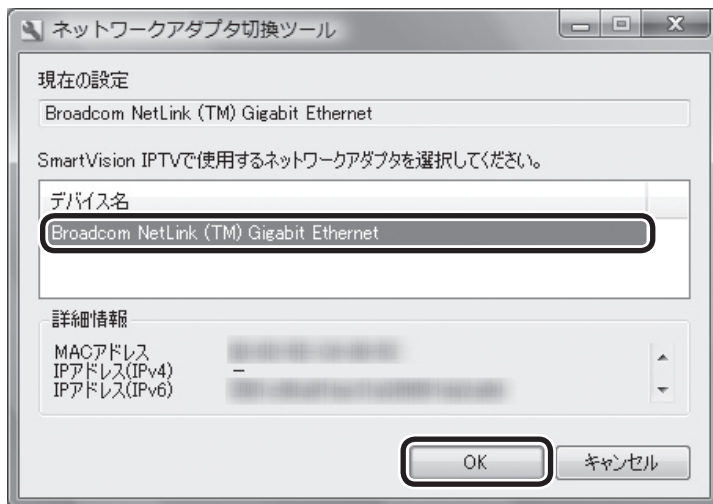 ネットワークアダプタ切換ツール
現在の設定
Broadcom NetLink (TM) Gigabit Ethernet
SmartVision IPTVで使用するネットワークアダプタを選択してください。
デバイス名
Broadcom NetLink (TM) Gigabit Ethernet
詳細情報
MACアドレス
IPアドレス(IPv4) −
IPアドレス(IPv6)
OK キャンセル